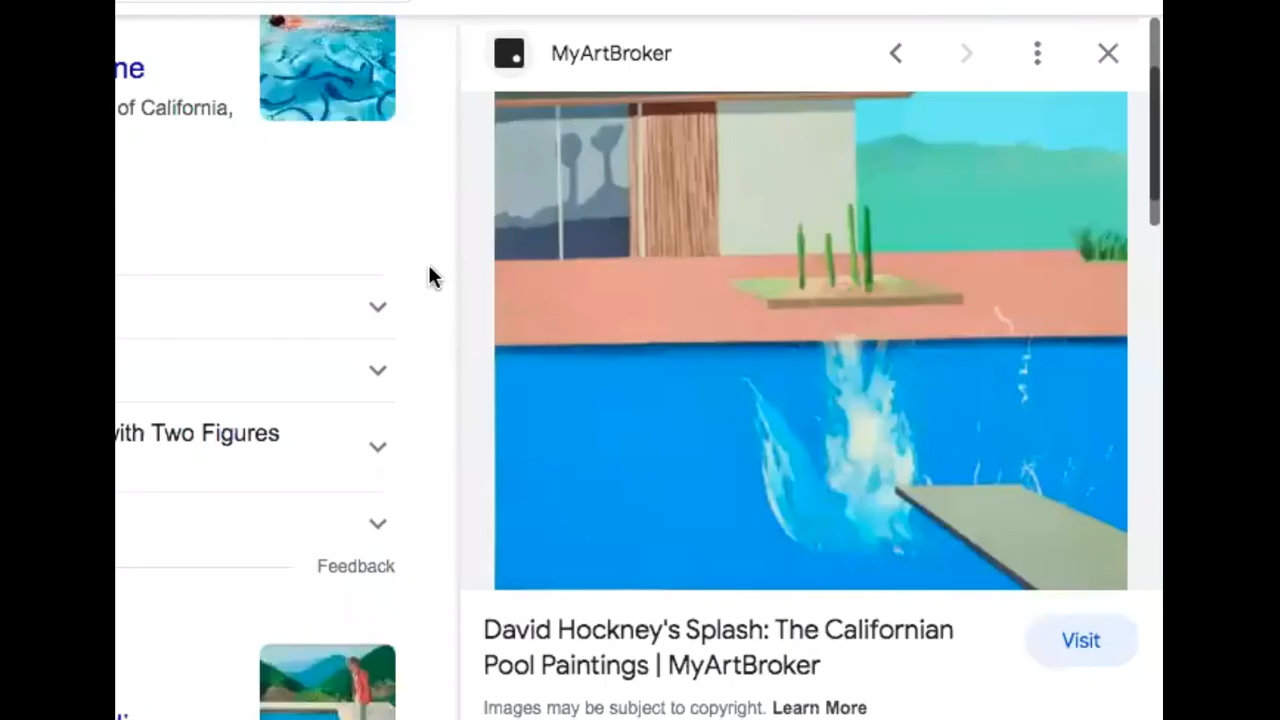 ne
of California,
with Two Figures
Feedback
MyArtBroker
David Hockney's Splash: The Californian
Pool Paintings | MyArtBroker
Visit
Images may be subject to copyright. Learn More